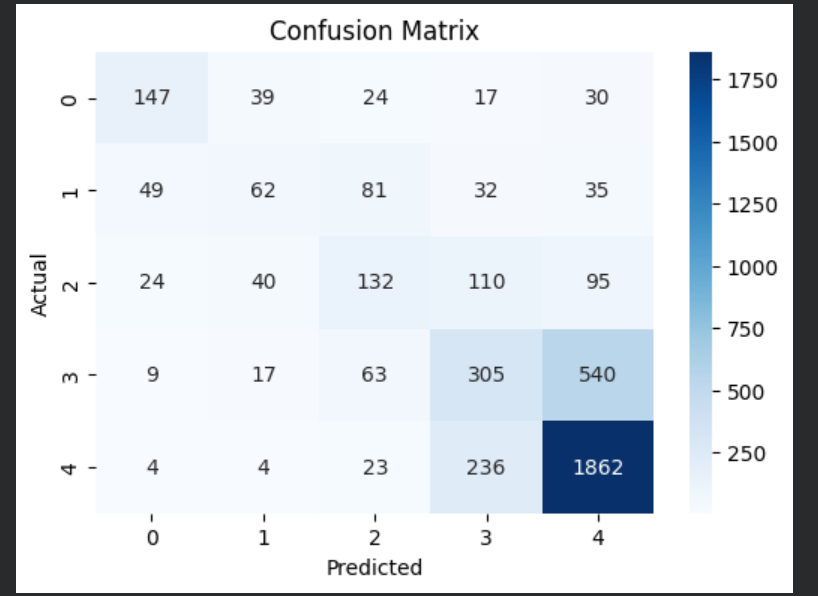 Confusion Matrix
0 147 39 24 17 30
1 49 62 81 32 35
2 24 40 132 110 95
3 9 17 63 305 540
4 4 4 23 236 1862
0 1 2 3 4
Predicted
Actual
1750
1500
1250
1000
750
500
250